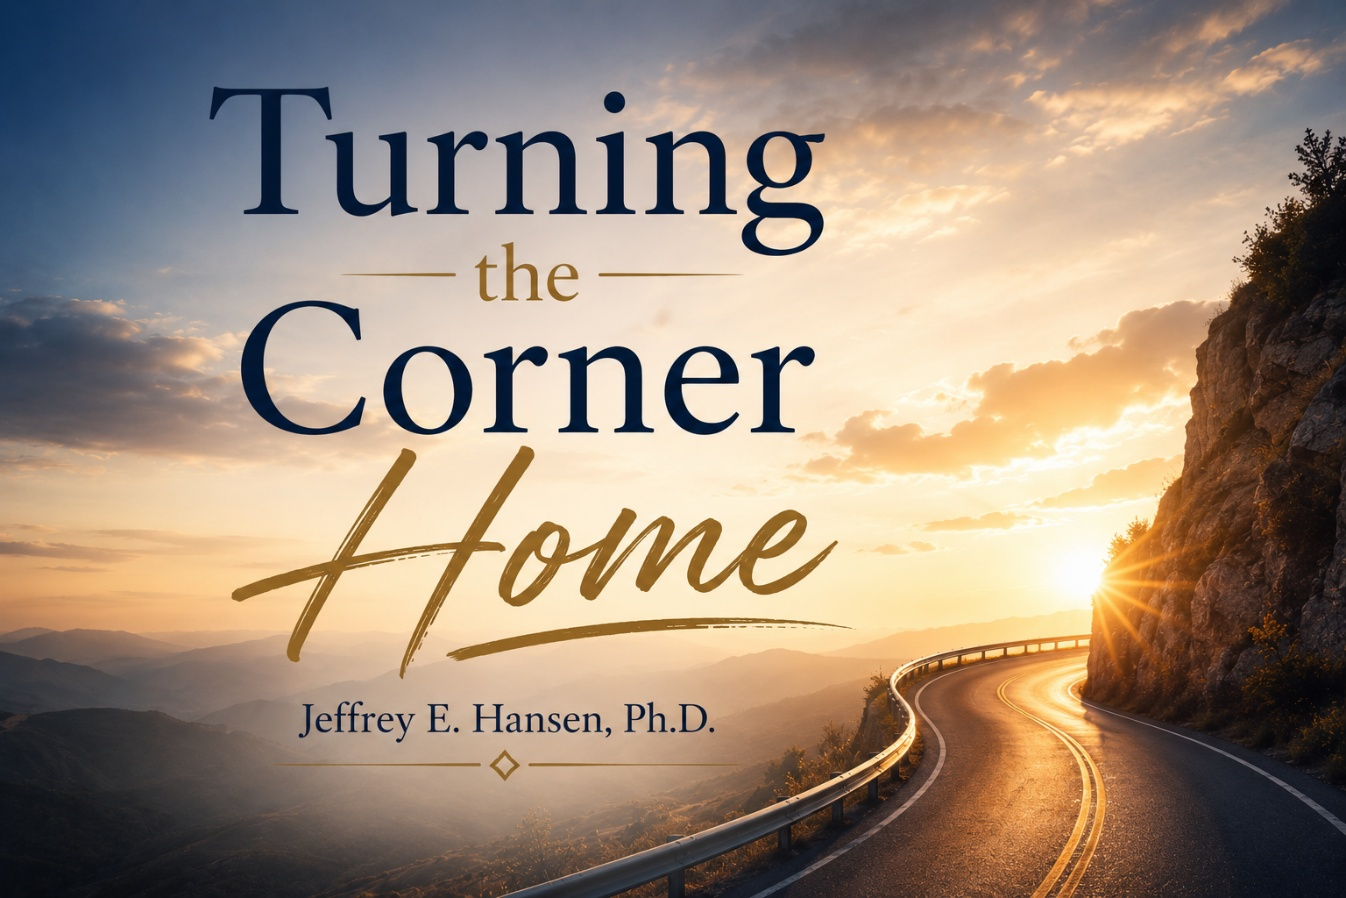 Turning
the
Corner
Home
Jeffrey E. Hansen, Ph.D.